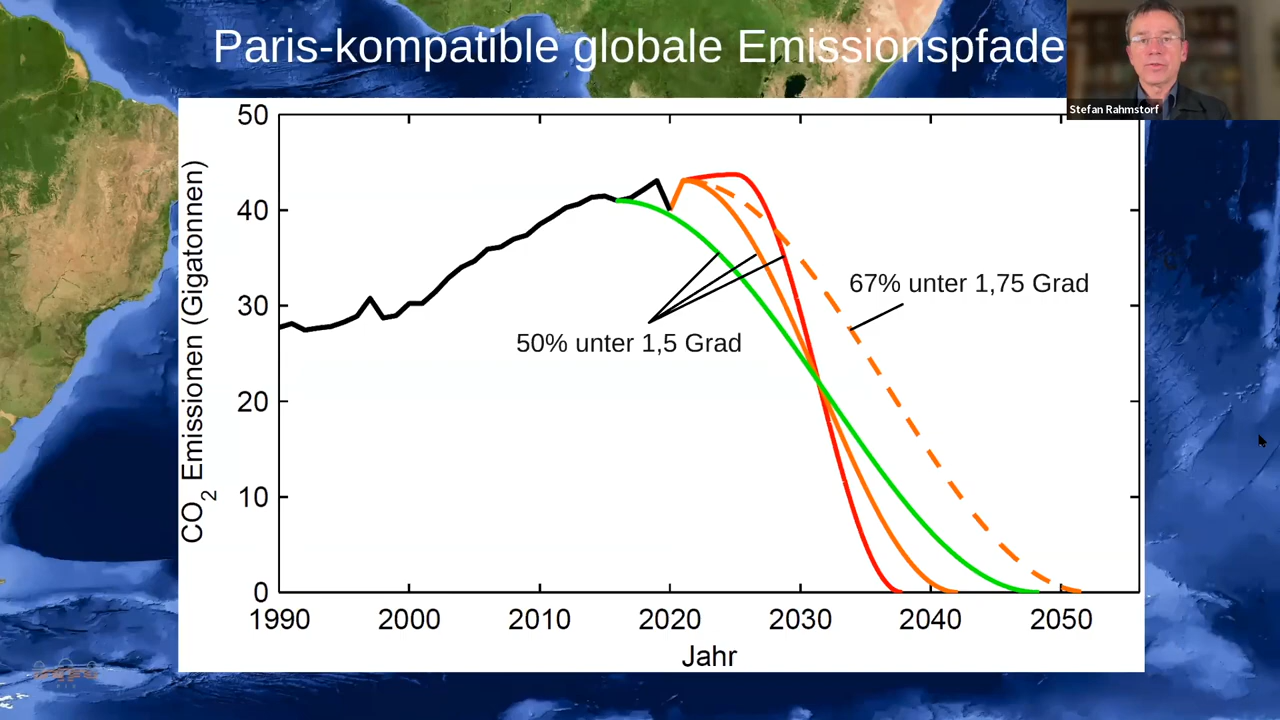 Paris-kompatible globale Emissionspfade
Stefan Rahmstorf
50
40
30
20
10
0
CO2 Emissionen (Gigatonnen)
67% unter 1,75 Grad
50% unter 1,5 Grad
1990 2000 2010 2020 2030 2040 2050
Jahr